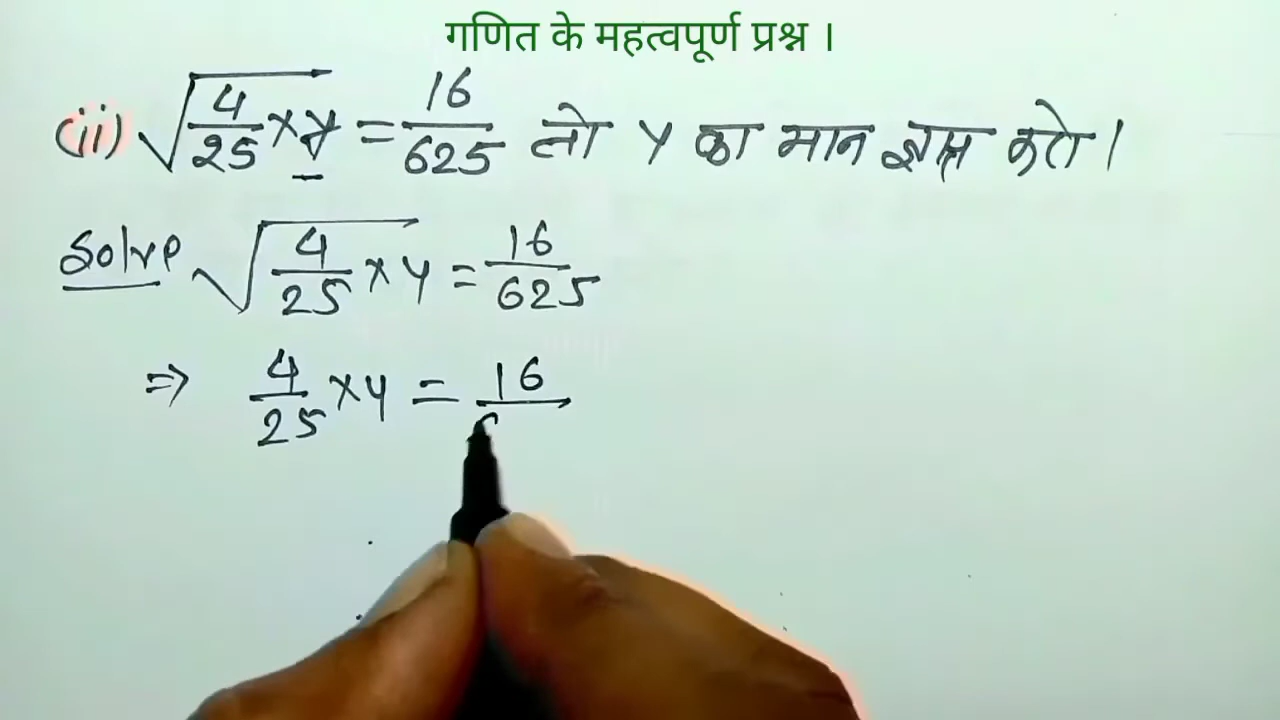 गणित के महत्वपूर्ण प्रश्न ।
(ii) √(4/25 × y) = 16/625 तो y का मान ज्ञात करो ।
Solve √(4/25 × y) = 16/625
⇒ 4/25 × y = 16